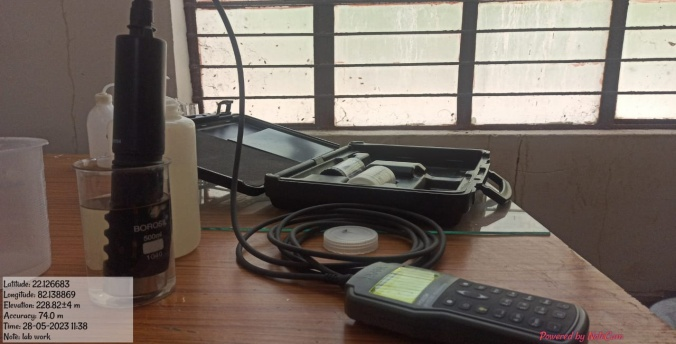 BOROSIL
500ml
Latitude: 22.126683
Longitude: 82.138869
Elevation: 228.82±4 m
Accuracy: 74.0 m
Time: 28-05-2023 11:38
Note: lab work
Powered by NoteCam